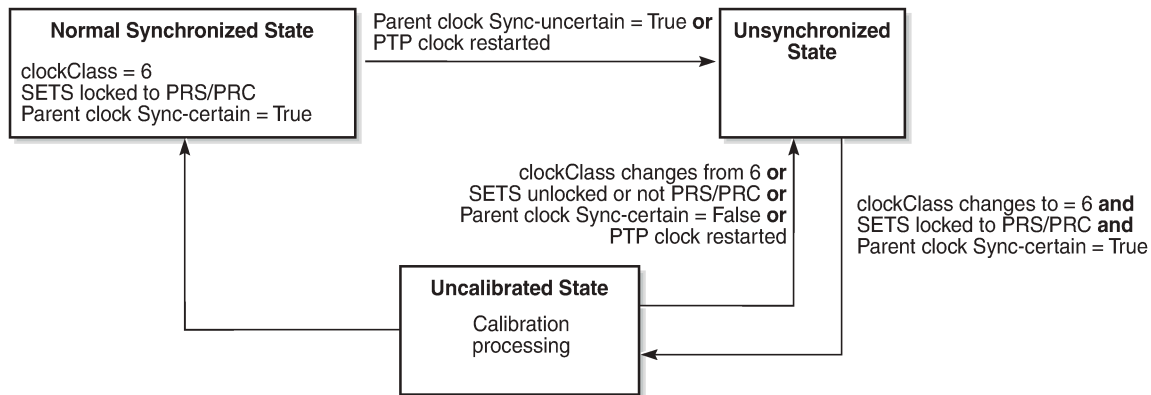 Normal Synchronized State
clockClass = 6
SETS locked to PRS/PRC
Parent clock Sync-certain = True
Parent clock Sync-uncertain = True or
PTP clock restarted
Unsynchronized
State
clockClass changes from 6 or
SETS unlocked or not PRS/PRC or
Parent clock Sync-certain = False or
PTP clock restarted
clockClass changes to = 6 and
SETS locked to PRS/PRC and
Parent clock Sync-certain = True
Uncalibrated State
Calibration
processing